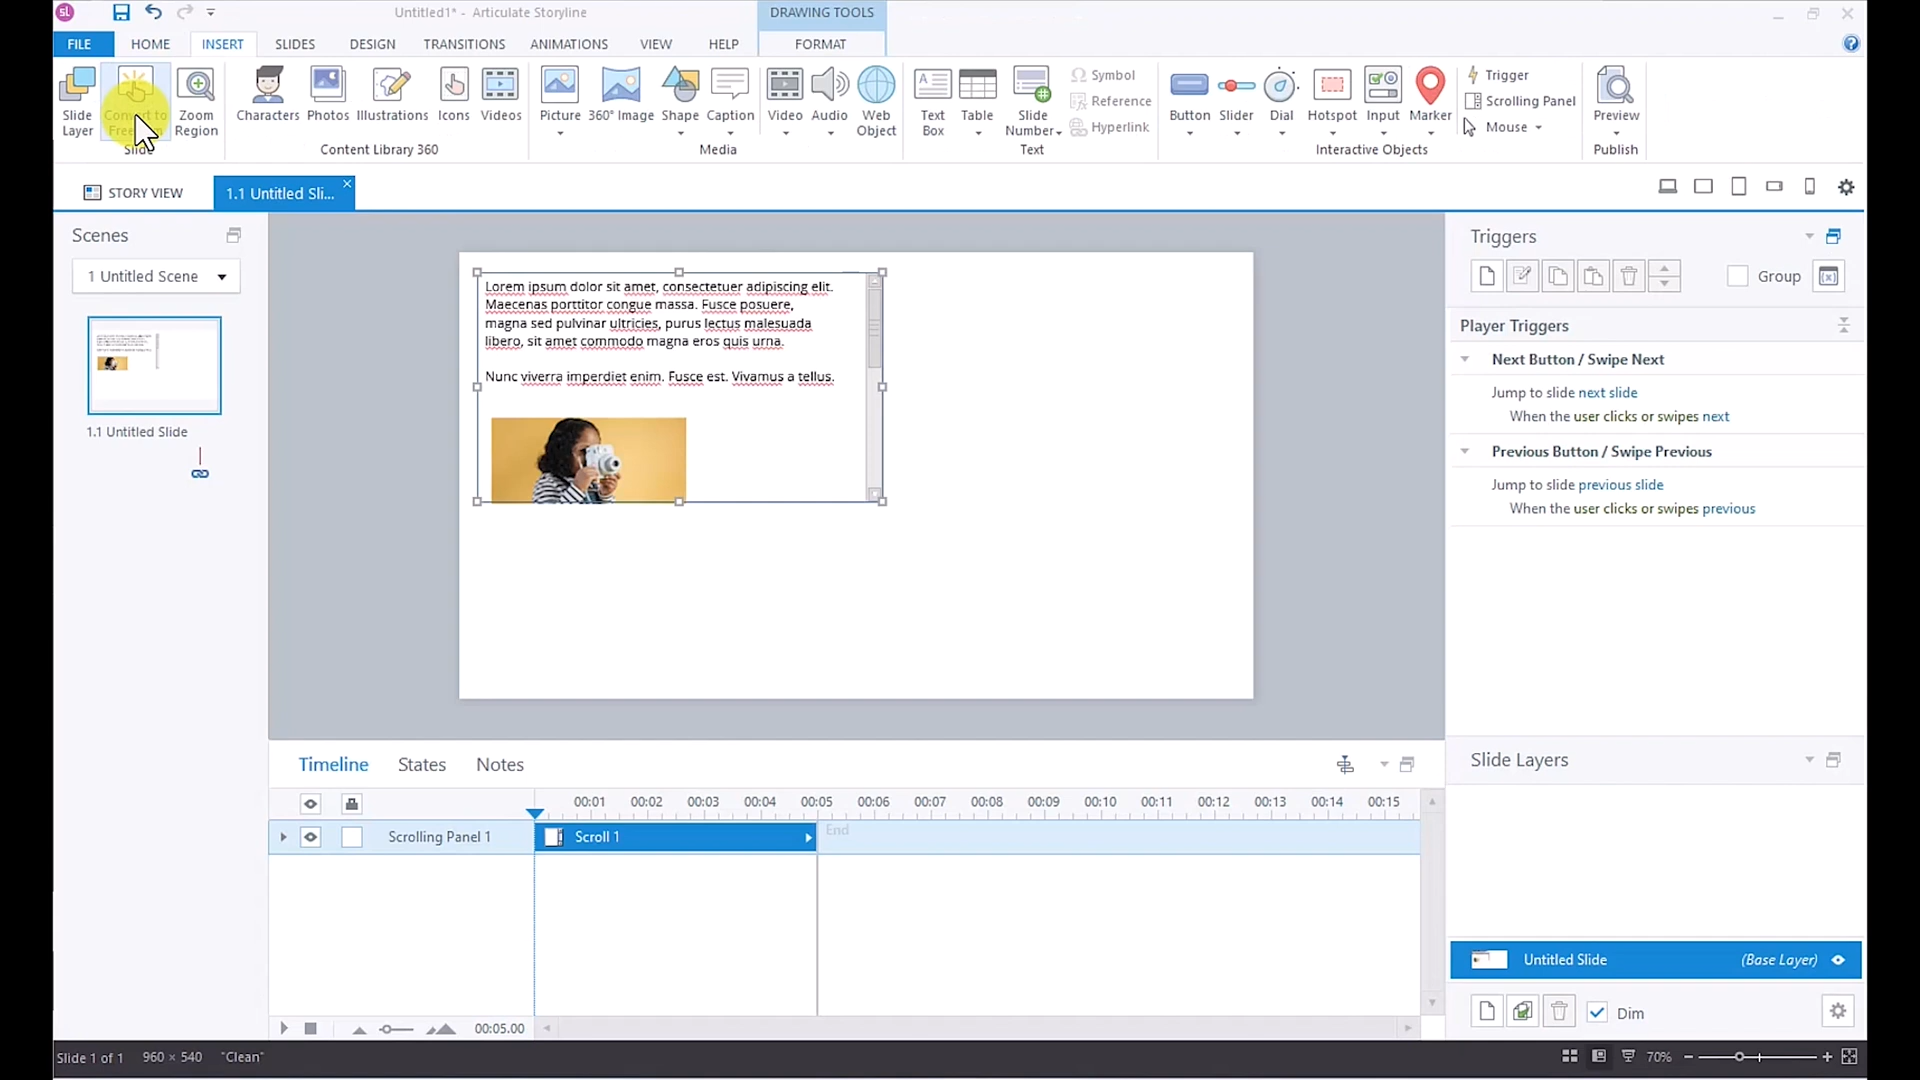 sl
Untitled1* - Articulate Storyline
DRAWING TOOLS
FILE
HOME
INSERT
SLIDES
DESIGN
TRANSITIONS
ANIMATIONS
VIEW
HELP
FORMAT
Slide
Layer
Convert to
Zoom
Region
Slide
Characters
Photos
Illustrations
Icons
Videos
Content Library 360
Picture
360° Image
Shape
Caption
Video
Audio
Web
Object
Media
Text
Box
Table
Slide
Number
Symbol
Reference
Hyperlink
Text
Button
Slider
Dial
Hotspot
Input
Marker
Trigger
Scrolling Panel
Mouse
Interactive Objects
Preview
Publish
STORY VIEW
1.1 Untitled Sli...
Scenes
1 Untitled Scene
1.1 Untitled Slide
Lorem ipsum dolor sit amet, consectetuer adipiscing elit.
Maecenas porttitor congue massa. Fusce posuere,
magna sed pulvinar ultricies, purus lectus malesuada
libero, sit amet commodo magna eros quis urna.
Nunc viverra imperdiet enim. Fusce est. Vivamus a tellus.
Triggers
Group
Player Triggers
Next Button / Swipe Next
Jump to slide next slide
When the user clicks or swipes next
Previous Button / Swipe Previous
Jump to slide previous slide
When the user clicks or swipes previous
Timeline
States
Notes
00:01 00:02 00:03 00:04 00:05 00:06 00:07 00:08 00:09 00:10 00:11 00:12 00:13 00:14 00:15
Scrolling Panel 1
Scroll 1
End
00:05.00
Slide Layers
Untitled Slide
(Base Layer)
Dim
Slide 1 of 1
960 × 540
"Clean"
70%